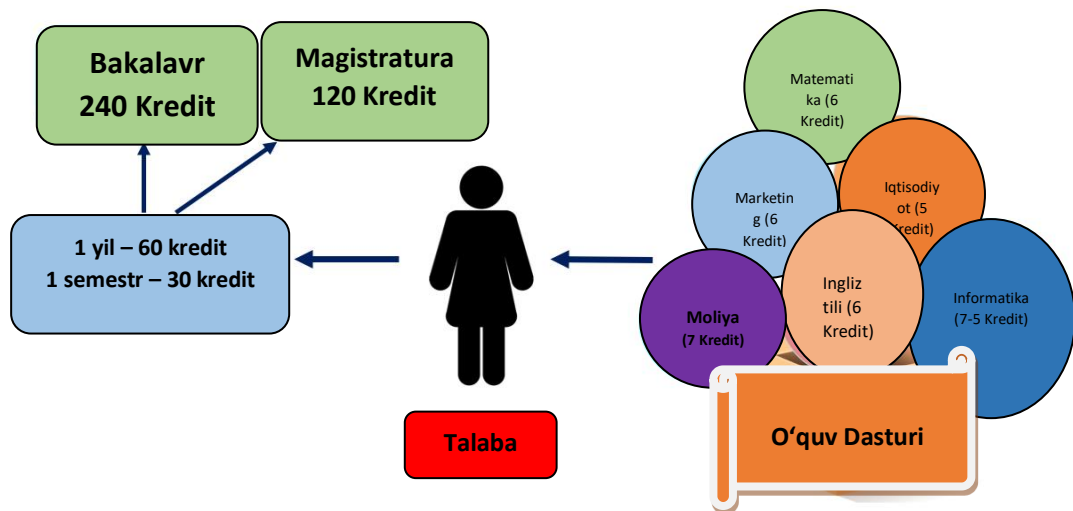 Bakalavr
240 Kredit
Magistratura
120 Kredit
1 yil – 60 kredit
1 semestr – 30 kredit
Talaba
Matemati
ka (6
Kredit)
Marketin
g (6
Kredit)
Iqtisodiy
ot (5
Kredit)
Moliya
(7 Kredit)
Ingliz
tili (6
Kredit)
Informatika
(7-5 Kredit)
O‘quv Dasturi